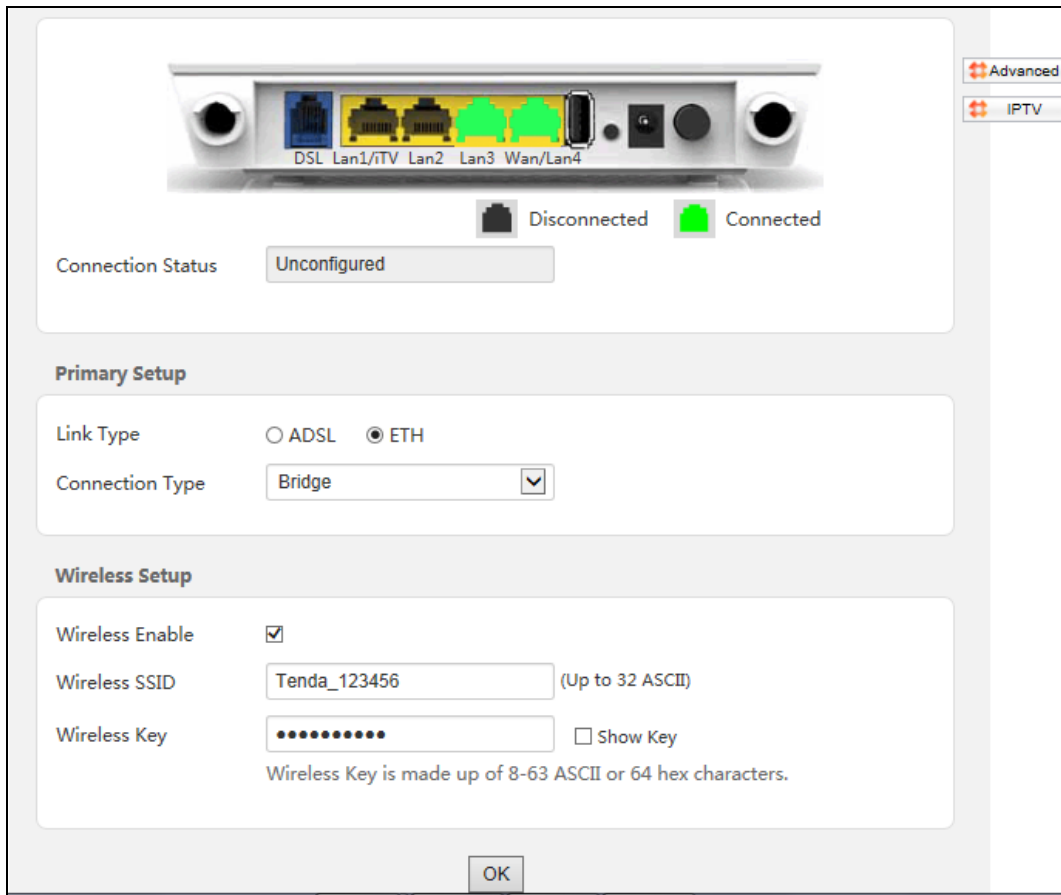 Advanced
IPTV
DSL Lan1/iTV Lan2 Lan3 Wan/Lan4
Disconnected Connected
Connection Status Unconfigured
Primary Setup
Link Type ADSL ETH
Connection Type Bridge
Wireless Setup
Wireless Enable
Wireless SSID Tenda_123456 (Up to 32 ASCII)
Wireless Key •••••••••• Show Key
Wireless Key is made up of 8-63 ASCII or 64 hex characters.
OK